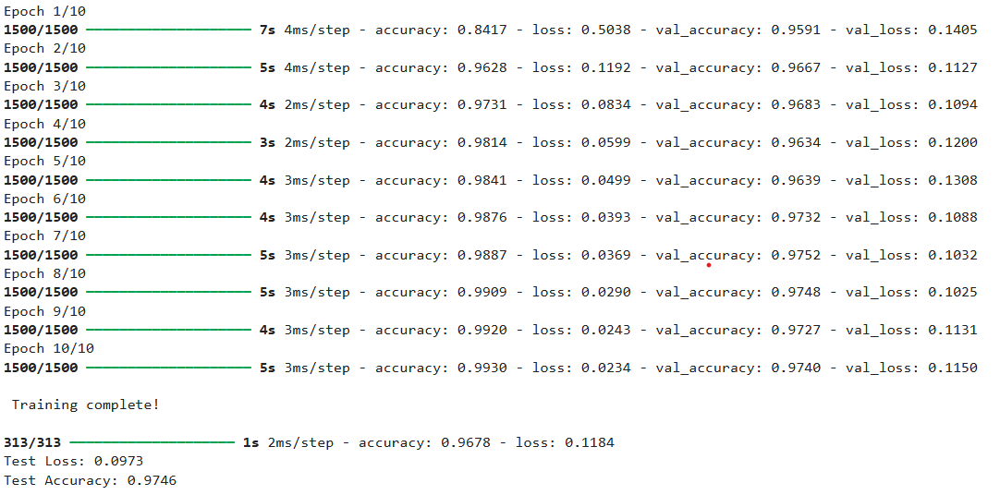 Epoch 1/10
1500/1500 ━━━━━━━━━━━━━━━━━━━━ 7s 4ms/step - accuracy: 0.8417 - loss: 0.5038 - val_accuracy: 0.9591 - val_loss: 0.1405
Epoch 2/10
1500/1500 ━━━━━━━━━━━━━━━━━━━━ 5s 4ms/step - accuracy: 0.9628 - loss: 0.1192 - val_accuracy: 0.9667 - val_loss: 0.1127
Epoch 3/10
1500/1500 ━━━━━━━━━━━━━━━━━━━━ 4s 2ms/step - accuracy: 0.9731 - loss: 0.0834 - val_accuracy: 0.9683 - val_loss: 0.1094
Epoch 4/10
1500/1500 ━━━━━━━━━━━━━━━━━━━━ 3s 2ms/step - accuracy: 0.9814 - loss: 0.0599 - val_accuracy: 0.9634 - val_loss: 0.1200
Epoch 5/10
1500/1500 ━━━━━━━━━━━━━━━━━━━━ 4s 3ms/step - accuracy: 0.9841 - loss: 0.0499 - val_accuracy: 0.9639 - val_loss: 0.1308
Epoch 6/10
1500/1500 ━━━━━━━━━━━━━━━━━━━━ 4s 3ms/step - accuracy: 0.9876 - loss: 0.0393 - val_accuracy: 0.9732 - val_loss: 0.1088
Epoch 7/10
1500/1500 ━━━━━━━━━━━━━━━━━━━━ 5s 3ms/step - accuracy: 0.9887 - loss: 0.0369 - val_accuracy: 0.9752 - val_loss: 0.1032
Epoch 8/10
1500/1500 ━━━━━━━━━━━━━━━━━━━━ 5s 3ms/step - accuracy: 0.9909 - loss: 0.0290 - val_accuracy: 0.9748 - val_loss: 0.1025
Epoch 9/10
1500/1500 ━━━━━━━━━━━━━━━━━━━━ 4s 3ms/step - accuracy: 0.9920 - loss: 0.0243 - val_accuracy: 0.9727 - val_loss: 0.1131
Epoch 10/10
1500/1500 ━━━━━━━━━━━━━━━━━━━━ 5s 3ms/step - accuracy: 0.9930 - loss: 0.0234 - val_accuracy: 0.9740 - val_loss: 0.1150
Training complete!
313/313 ━━━━━━━━━━━━━━━━━━━━ 1s 2ms/step - accuracy: 0.9678 - loss: 0.1184
Test Loss: 0.0973
Test Accuracy: 0.9746